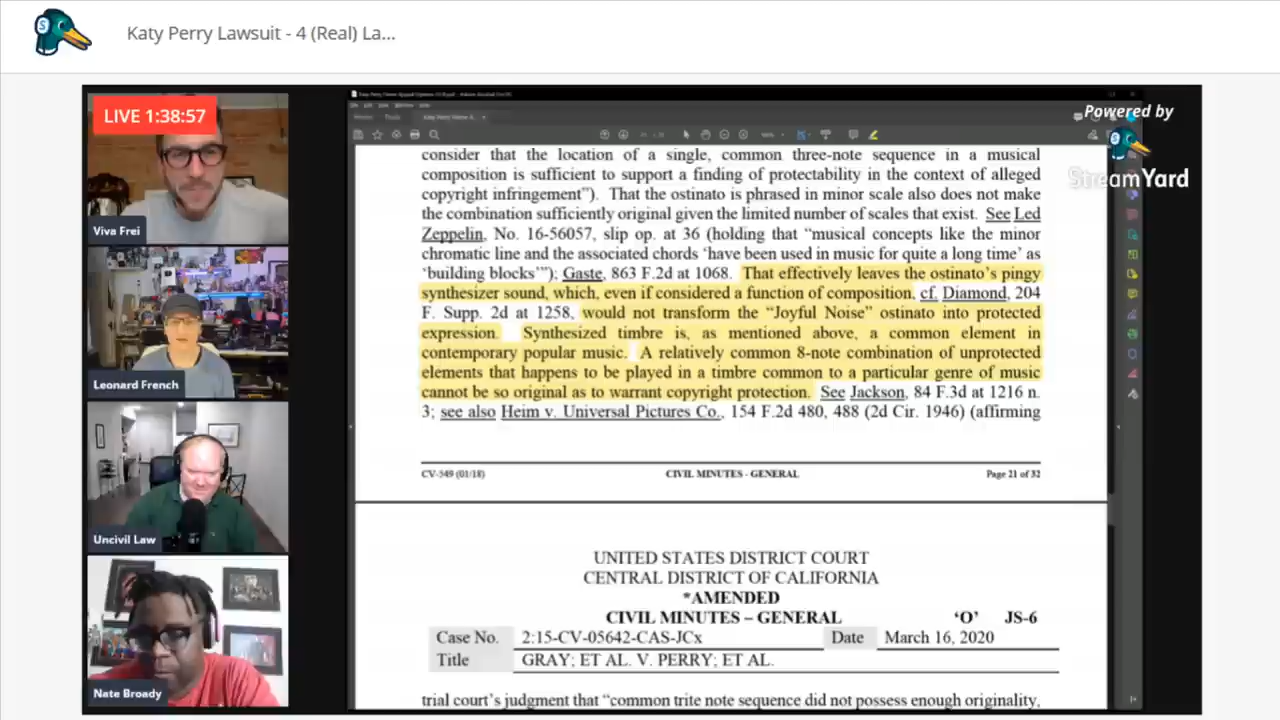 Katy Perry Lawsuit - 4 (Real) La...
LIVE 1:38:57
Viva Frei
Leonard French
Uncivil Law
Nate Broady
Powered by
StreamYard
consider that the location of a single, common three-note sequence in a musical
composition is sufficient to support a finding of protectability in the context of alleged
copyright infringement”). That the ostinato is phrased in minor scale also does not make
the combination sufficiently original given the limited number of scales that exist. See Led
Zeppelin, No. 16-56057, slip op. at 36 (holding that “musical concepts like the minor
chromatic line and the associated chords ‘have been used in music for quite a long time’ as
‘building blocks’”); Gaste, 863 F.2d at 1068. That effectively leaves the ostinato’s pingy
synthesizer sound, which, even if considered a function of composition, cf. Diamond, 204
F. Supp. 2d at 1258, would not transform the “Joyful Noise” ostinato into protected
expression. Synthesized timbre is, as mentioned above, a common element in
contemporary popular music. A relatively common 8-note combination of unprotected
elements that happens to be played in a timbre common to a particular genre of music
cannot be so original as to warrant copyright protection. See Jackson, 84 F.3d at 1216 n.
3; see also Heim v. Universal Pictures Co., 154 F.2d 480, 488 (2d Cir. 1946) (affirming
CV-549 (01/18) CIVIL MINUTES - GENERAL Page 21 of 32
UNITED STATES DISTRICT COURT
CENTRAL DISTRICT OF CALIFORNIA
*AMENDED
CIVIL MINUTES – GENERAL ‘O’ JS-6
Case No. 2:15-CV-05642-CAS-JCx Date March 16, 2020
Title GRAY; ET AL. V. PERRY; ET AL.
trial court’s judgment that “common trite note sequence did not possess enough originality,